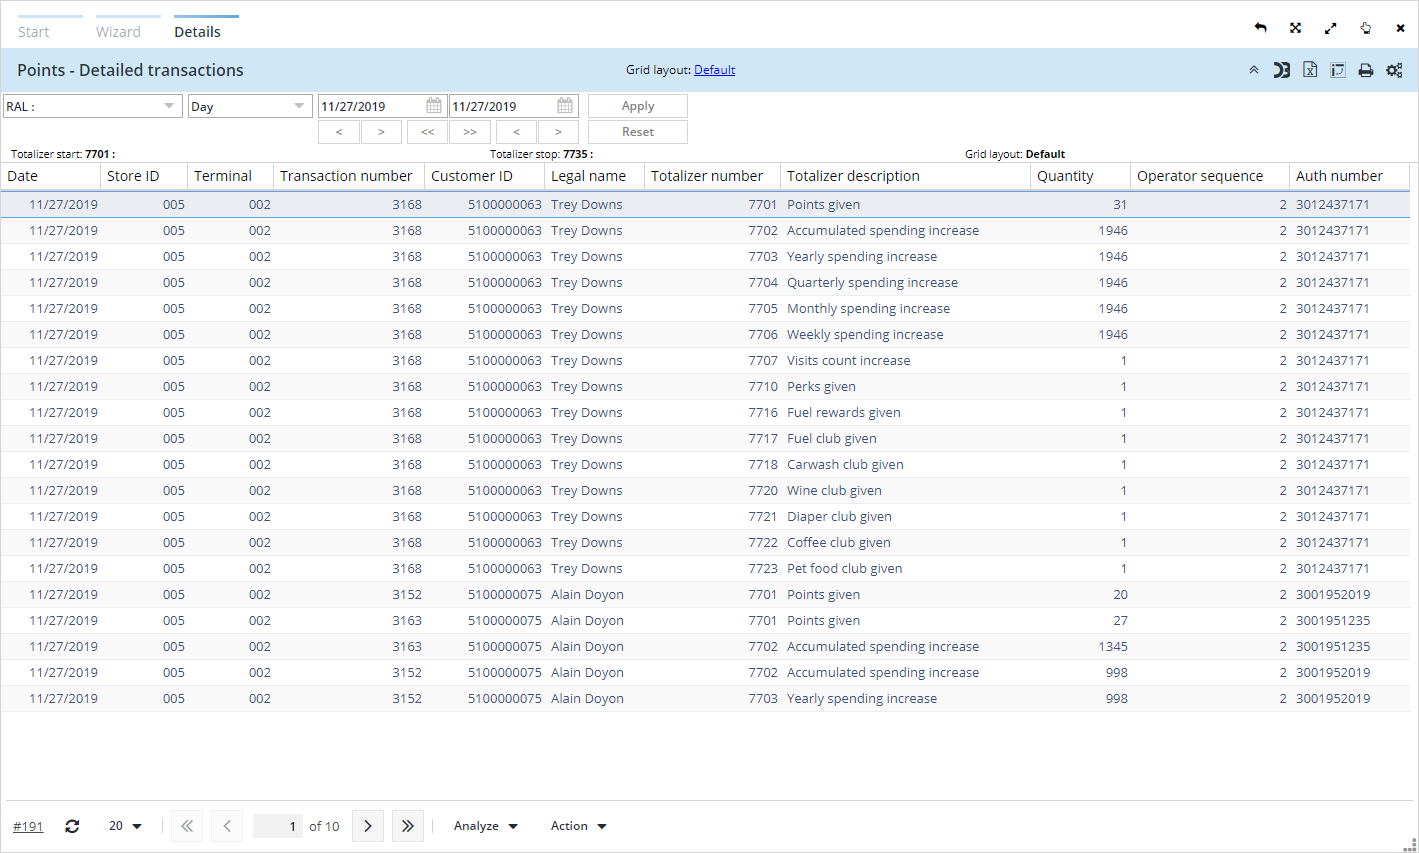 Start Wizard Details
Points - Detailed transactions Grid layout: Default
RAL : Day 11/27/2019 11/27/2019 Apply
< > << >> < > Reset
Totalizer start: 7701 : Totalizer stop: 7735 : Grid layout: Default
Date Store ID Terminal Transaction number Customer ID Legal name Totalizer number Totalizer description Quantity Operator sequence Auth number
11/27/2019 005 002 3168 5100000063 Trey Downs 7701 Points given 31 2 3012437171
11/27/2019 005 002 3168 5100000063 Trey Downs 7702 Accumulated spending increase 1946 2 3012437171
11/27/2019 005 002 3168 5100000063 Trey Downs 7703 Yearly spending increase 1946 2 3012437171
11/27/2019 005 002 3168 5100000063 Trey Downs 7704 Quarterly spending increase 1946 2 3012437171
11/27/2019 005 002 3168 5100000063 Trey Downs 7705 Monthly spending increase 1946 2 3012437171
11/27/2019 005 002 3168 5100000063 Trey Downs 7706 Weekly spending increase 1946 2 3012437171
11/27/2019 005 002 3168 5100000063 Trey Downs 7707 Visits count increase 1 2 3012437171
11/27/2019 005 002 3168 5100000063 Trey Downs 7710 Perks given 1 2 3012437171
11/27/2019 005 002 3168 5100000063 Trey Downs 7716 Fuel rewards given 1 2 3012437171
11/27/2019 005 002 3168 5100000063 Trey Downs 7717 Fuel club given 1 2 3012437171
11/27/2019 005 002 3168 5100000063 Trey Downs 7718 Carwash club given 1 2 3012437171
11/27/2019 005 002 3168 5100000063 Trey Downs 7720 Wine club given 1 2 3012437171
11/27/2019 005 002 3168 5100000063 Trey Downs 7721 Diaper club given 1 2 3012437171
11/27/2019 005 002 3168 5100000063 Trey Downs 7722 Coffee club given 1 2 3012437171
11/27/2019 005 002 3168 5100000063 Trey Downs 7723 Pet food club given 1 2 3012437171
11/27/2019 005 002 3152 5100000075 Alain Doyon 7701 Points given 20 2 3001952019
11/27/2019 005 002 3163 5100000075 Alain Doyon 7701 Points given 27 2 3001951235
11/27/2019 005 002 3163 5100000075 Alain Doyon 7702 Accumulated spending increase 1345 2 3001951235
11/27/2019 005 002 3152 5100000075 Alain Doyon 7702 Accumulated spending increase 998 2 3001952019
11/27/2019 005 002 3152 5100000075 Alain Doyon 7703 Yearly spending increase 998 2 3001952019
#191 20 1 of 10 Analyze Action